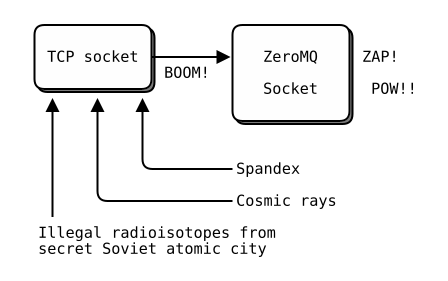 TCP socket
BOOM!
ZeroMQ
Socket
ZAP!
POW!!
Spandex
Cosmic rays
Illegal radioisotopes from
secret Soviet atomic city